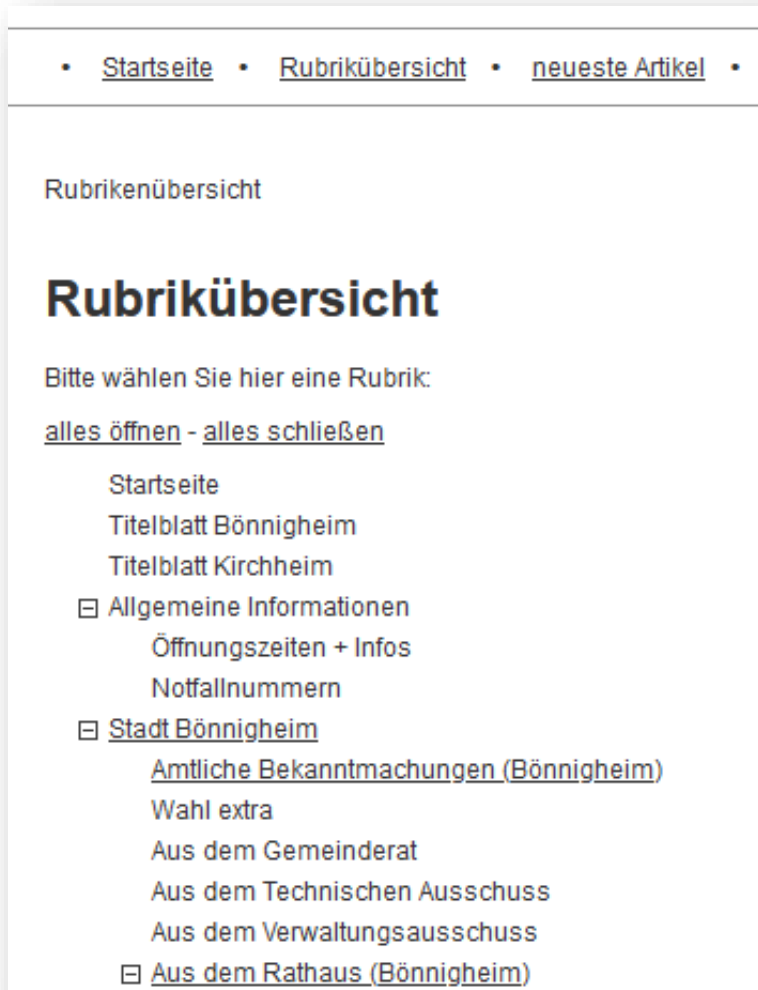 • Startseite • Rubrikübersicht • neueste Artikel •
Rubrikenübersicht
Rubrikübersicht
Bitte wählen Sie hier eine Rubrik:
alles öffnen - alles schließen
Startseite
Titelblatt Bönnigheim
Titelblatt Kirchheim
Allgemeine Informationen
Öffnungszeiten + Infos
Notfallnummern
Stadt Bönnigheim
Amtliche Bekanntmachungen (Bönnigheim)
Wahl extra
Aus dem Gemeinderat
Aus dem Technischen Ausschuss
Aus dem Verwaltungsausschuss
Aus dem Rathaus (Bönnigheim)